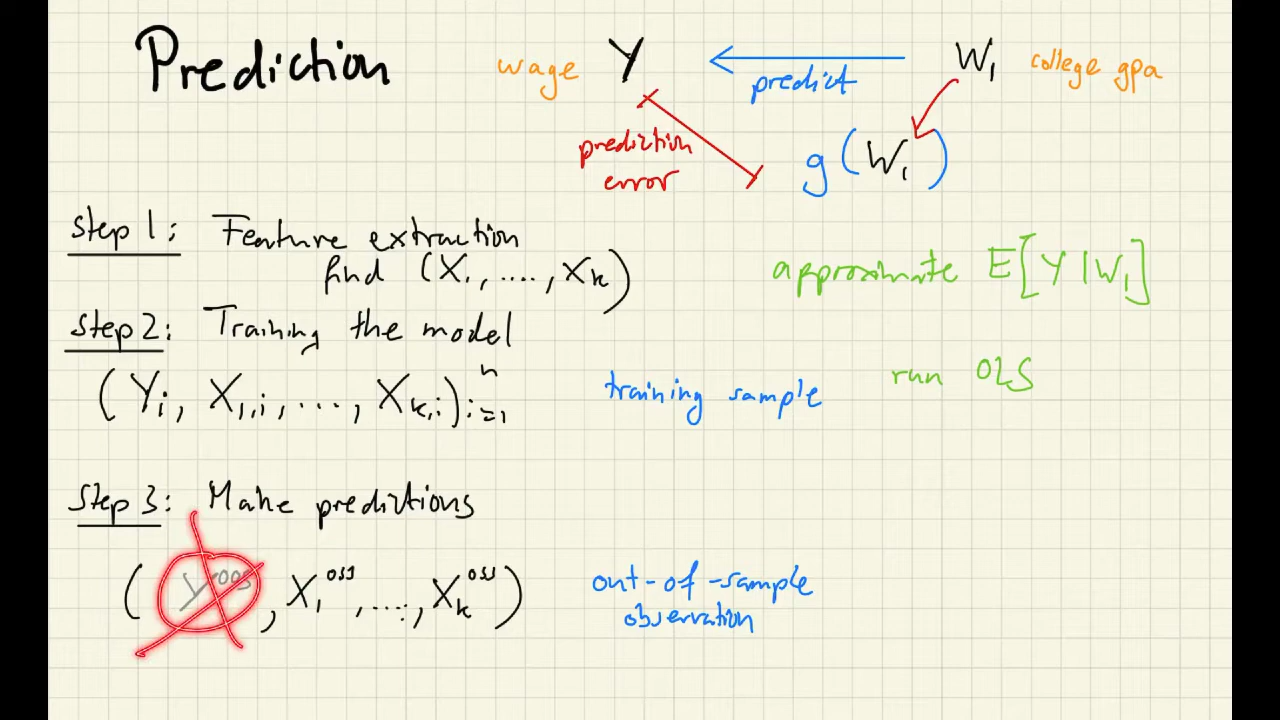 Prediction
wage Y predict W₁ college gpa
prediction error
g (W₁)
Step 1: Feature extraction
find (X₁, ...., Xₖ)
approximate E[Y|W₁]
Step 2: Training the model
(Yᵢ, X₁,ᵢ, ..., Xₖ,ᵢ)ᵢ₌₁ⁿ training sample run OLS
Step 3: Make predictions
(Y^oos, X₁^oos, ...., Xₖ^oos) out-of-sample
observation